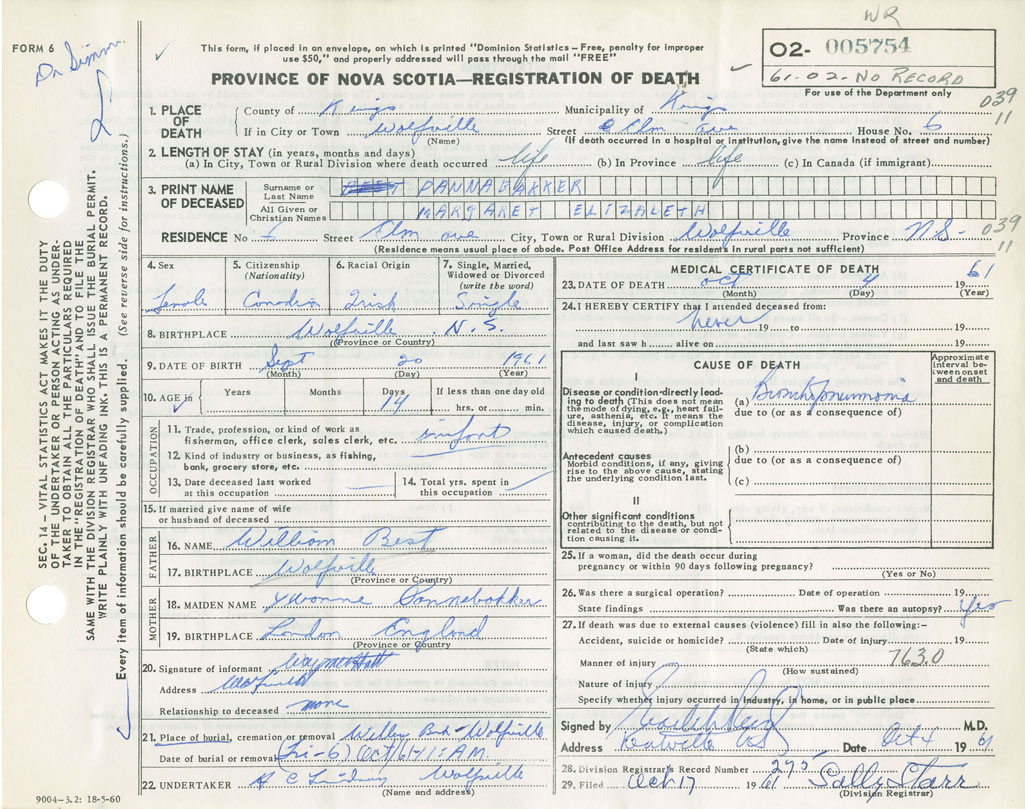 WR
FORM 6
Dr Simm
This form, if placed in an envelope, on which is printed "Dominion Statistics – Free, penalty for improper
use $50," and properly addressed will pass through the mail "FREE"
02- 005754
61-02-NO RECORD
For use of the Department only
PROVINCE OF NOVA SCOTIA—REGISTRATION OF DEATH
039
11
1. PLACE OF DEATH
County of Kings Municipality of Kings
If in City or Town Wolfville Street Elm Ave House No. 6
(Name) (If death occurred in a hospital or institution, give the name instead of street and number)
2. LENGTH OF STAY (in years, months and days)
(a) In City, Town or Rural Division where death occurred life (b) In Province life (c) In Canada (if immigrant)
3. PRINT NAME OF DECEASED
Surname or Last Name BEST PANNABAKKER
All Given or Christian Names MARGARET ELIZABETH
RESIDENCE No 6 Street Elm ave City, Town or Rural Division Wolfville Province N.S-
039
11
(Residence means usual place of abode. Post Office Address for residents in rural parts not sufficient)
4. Sex
Female
5. Citizenship (Nationality)
Canadian
6. Racial Origin
Irish
7. Single, Married, Widowed or Divorced (write the word)
Single
8. BIRTHPLACE Wolfville N.S.
(Province or Country)
9. DATE OF BIRTH Sept 20 1961
(Month) (Day) (Year)
10. AGE in Years Months Days 14 If less than one day old
hrs. or min.
OCCUPATION
11. Trade, profession, or kind of work as
fisherman, office clerk, sales clerk, etc. infant
12. Kind of industry or business, as fishing,
bank, grocery store, etc.
13. Date deceased last worked
at this occupation
14. Total yrs. spent in
this occupation
15. If married give name of wife
or husband of deceased
FATHER
16. NAME William Best
17. BIRTHPLACE Wolfville
(Province or Country)
MOTHER
18. MAIDEN NAME Yvonne Pannebakker
19. BIRTHPLACE London England
(Province or Country)
20. Signature of informant
Address Wolfville
Relationship to deceased none
21. Place of burial, cremation or removal Willow Bank Wolfville
Date of burial or removal (Fri-6) Oct/61-11:AM
22. UNDERTAKER A C Lindsay Wolfville
(Name and address)
9004-3.2: 18-5-60
MEDICAL CERTIFICATE OF DEATH
23. DATE OF DEATH Oct 4 61
(Month) (Day) (Year)
24. I HEREBY CERTIFY that I attended deceased from:
never 19 to 19
and last saw h alive on 19
CAUSE OF DEATH
Approximate interval between onset and death
I
Disease or condition directly leading to death (This does not mean the mode of dying, e.g., heart failure, asthenia, etc. It means the disease, injury, or complication which caused death.)
(a) Bronchopneumonia
due to (or as a consequence of)
Antecedent causes
Morbid conditions, if any, giving rise to the above cause, stating the underlying condition last.
(b)
due to (or as a consequence of)
(c)
II
Other significant conditions
contributing to the death, but not related to the disease or condition causing it.
25. If a woman, did the death occur during
pregnancy or within 90 days following pregnancy?
(Yes or No)
26. Was there a surgical operation? Date of operation 19
State findings Was there an autopsy? Yes
27. If death was due to external causes (violence) fill in also the following:–
Accident, suicide or homicide? Date of injury 19
(State which)
Manner of injury 763.0
(How sustained)
Nature of injury
Specify whether injury occurred in industry, in home, or in public place
Signed by M.D.
Address Kentville NS Date Oct 4 1961
28. Division Registrar's Record Number 295
29. Filed Oct 17 1961 Sally Starr
(Division Registrar)
SEC. 14 – VITAL STATISTICS ACT MAKES IT THE DUTY
OF THE UNDERTAKER OR PERSON ACTING AS UNDER-
TAKER TO OBTAIN ALL THE PARTICULARS REQUIRED
IN THE "REGISTRATION OF DEATH" AND TO FILE THE
SAME WITH THE DIVISION REGISTRAR WHO SHALL ISSUE THE BURIAL PERMIT.
WRITE PLAINLY WITH UNFADING INK. THIS IS A PERMANENT RECORD.
Every item of information should be carefully supplied. (See reverse side for instructions.)